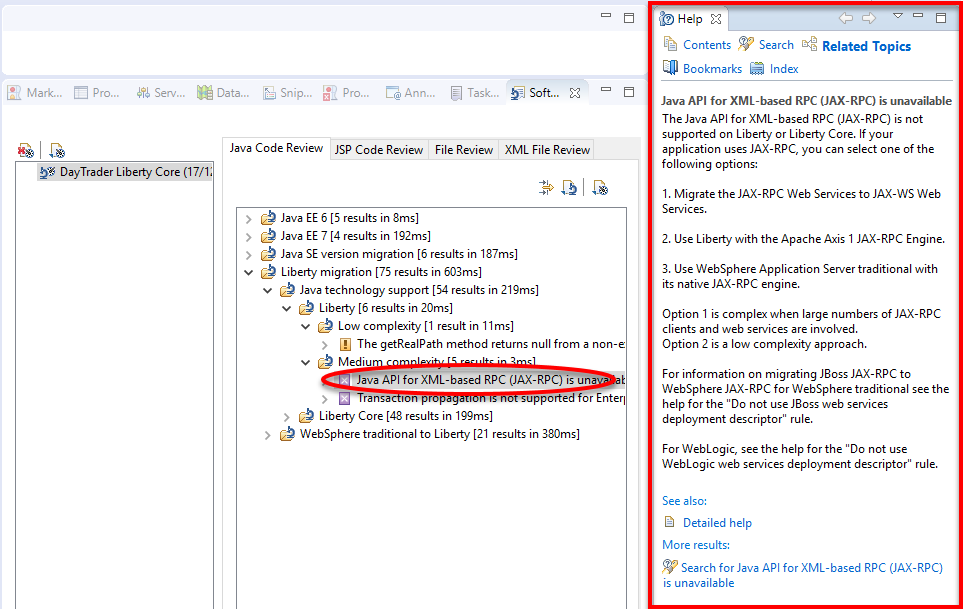 Mark...
Pro...
Serv...
Data...
Snip...
Pro...
Ann...
Task...
Soft...
DayTrader Liberty Core (17/12
Java Code Review
JSP Code Review
File Review
XML File Review
Java EE 6 [5 results in 8ms]
Java EE 7 [4 results in 192ms]
Java SE version migration [6 results in 187ms]
Liberty migration [75 results in 603ms]
Java technology support [54 results in 219ms]
Liberty [6 results in 20ms]
Low complexity [1 result in 11ms]
The getRealPath method returns null from a non-e
Medium complexity [5 results in 3ms]
Java API for XML-based RPC (JAX-RPC) is unavailab
Transaction propagation is not supported for Enterp
Liberty Core [48 results in 199ms]
WebSphere traditional to Liberty [21 results in 380ms]
Help
Contents
Search
Related Topics
Bookmarks
Index
Java API for XML-based RPC (JAX-RPC) is unavailable
The Java API for XML-based RPC (JAX-RPC) is not
supported on Liberty or Liberty Core. If your
application uses JAX-RPC, you can select one of the
following options:
1. Migrate the JAX-RPC Web Services to JAX-WS Web
Services.
2. Use Liberty with the Apache Axis 1 JAX-RPC Engine.
3. Use WebSphere Application Server traditional with
its native JAX-RPC engine.
Option 1 is complex when large numbers of JAX-RPC
clients and web services are involved.
Option 2 is a low complexity approach.
For information on migrating JBoss JAX-RPC to
WebSphere JAX-RPC for WebSphere traditional see the
help for the "Do not use JBoss web services
deployment descriptor" rule.
For WebLogic, see the help for the "Do not use
WebLogic web services deployment descriptor" rule.
See also:
Detailed help
More results:
Search for Java API for XML-based RPC (JAX-RPC)
is unavailable